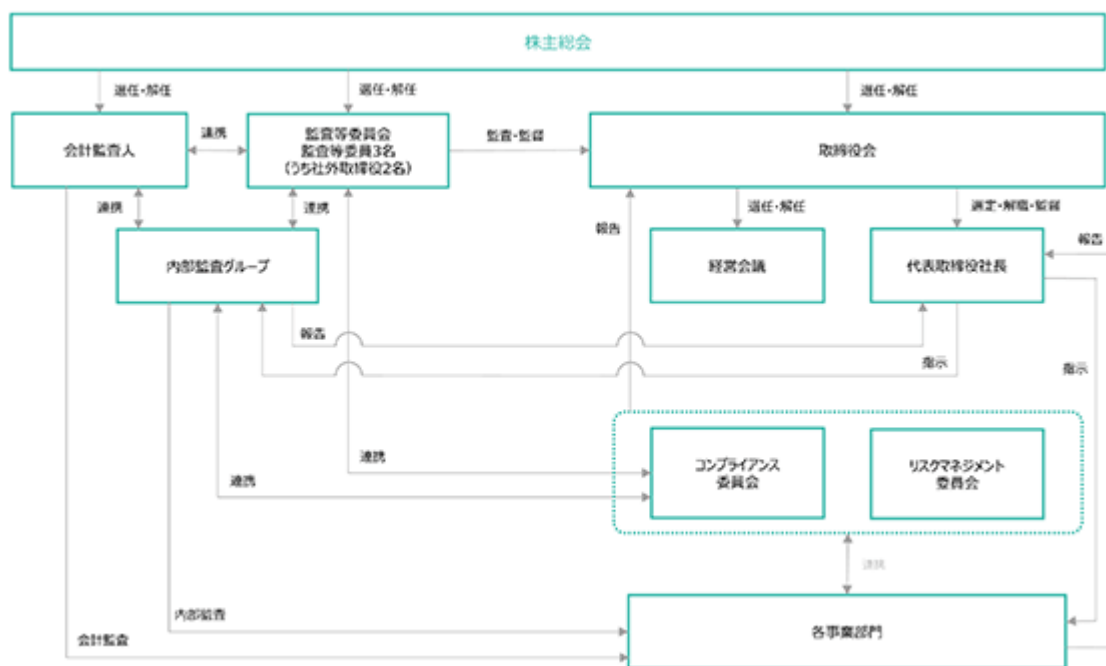 株主総会
選任・解任
選任・解任
選任・解任
会計監査人
連携
監査等委員会
監査等委員3名
(うち社外取締役2名)
監査・監督
取締役会
連携
連携
報告
選任・解任
選定・解職・監督
内部監査グループ
経営会議
代表取締役社長
報告
報告
指示
指示
連携
連携
コンプライアンス
委員会
リスクマネジメント
委員会
連携
内部監査
会計監査
各事業部門